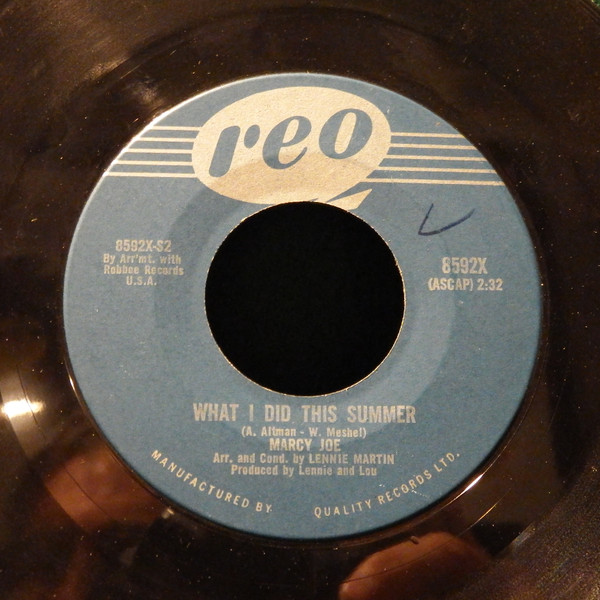 reo
8592X-S2
By Arr'mt. with
Robbee Records
U.S.A.
8592X
(ASCAP) 2:32
WHAT I DID THIS SUMMER
(A. Altman - W. Meshel)
MARCY JOE
Arr. and Cond. by LENNIE MARTIN
Produced by Lennie and Lou
MANUFACTURED BY QUALITY RECORDS LTD.